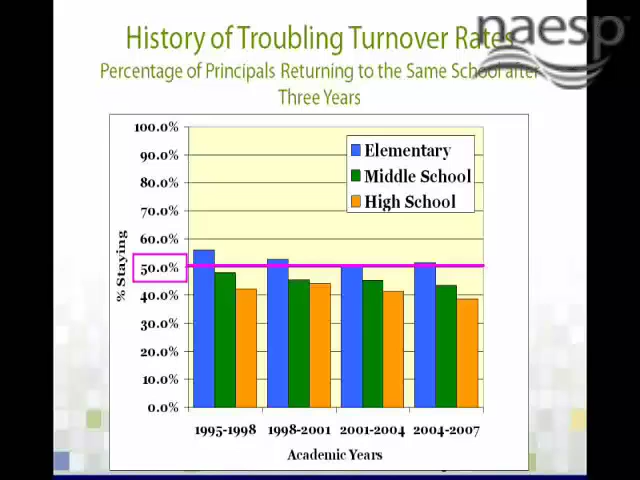 naesp
History of Troubling Turnover Rates
Percentage of Principals Returning to the Same School after
Three Years
100.0%
90.0%
80.0%
70.0%
60.0%
50.0%
40.0%
30.0%
20.0%
10.0%
0.0%
% Staying
Elementary
Middle School
High School
1995-1998 1998-2001 2001-2004 2004-2007
Academic Years